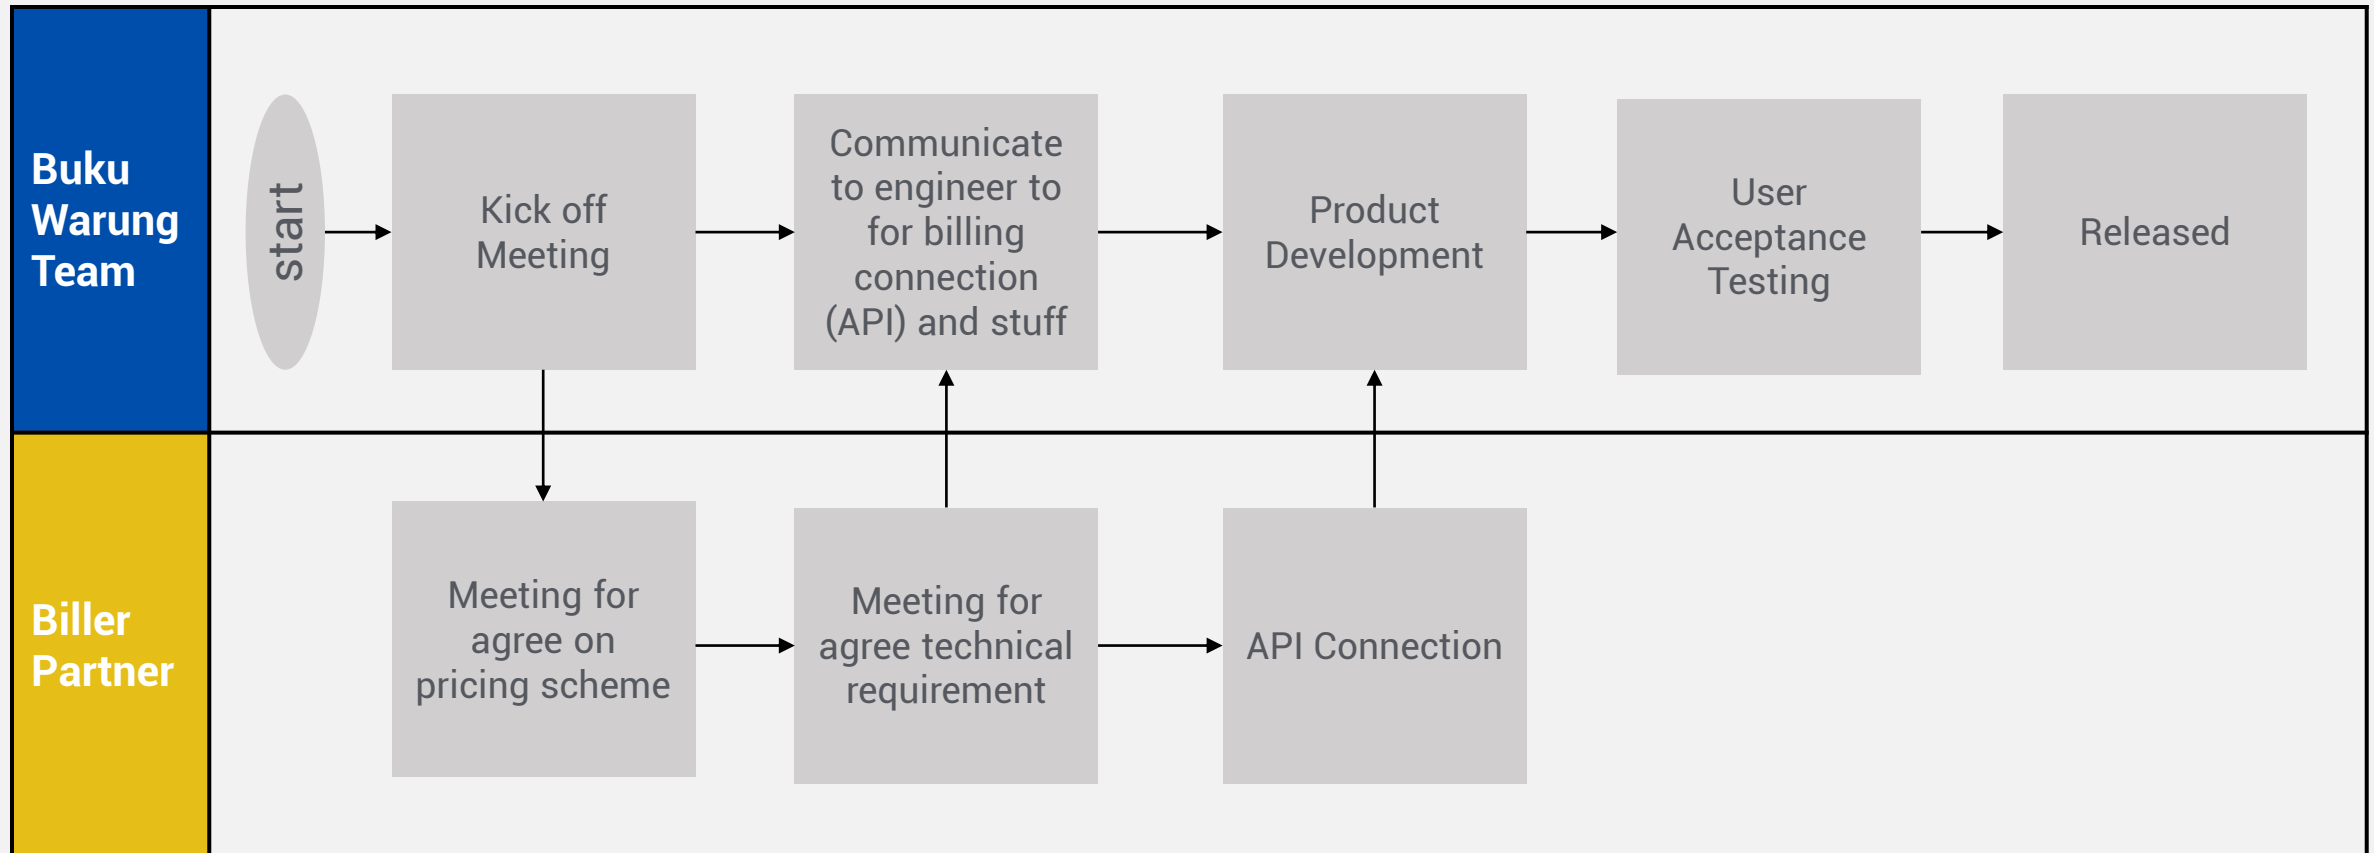 Buku
Warung
Team
start
Kick off
Meeting
Communicate
to engineer to
for billing
connection
(API) and stuff
Product
Development
User
Acceptance
Testing
Released
Biller
Partner
Meeting for
agree on
pricing scheme
Meeting for
agree technical
requirement
API Connection